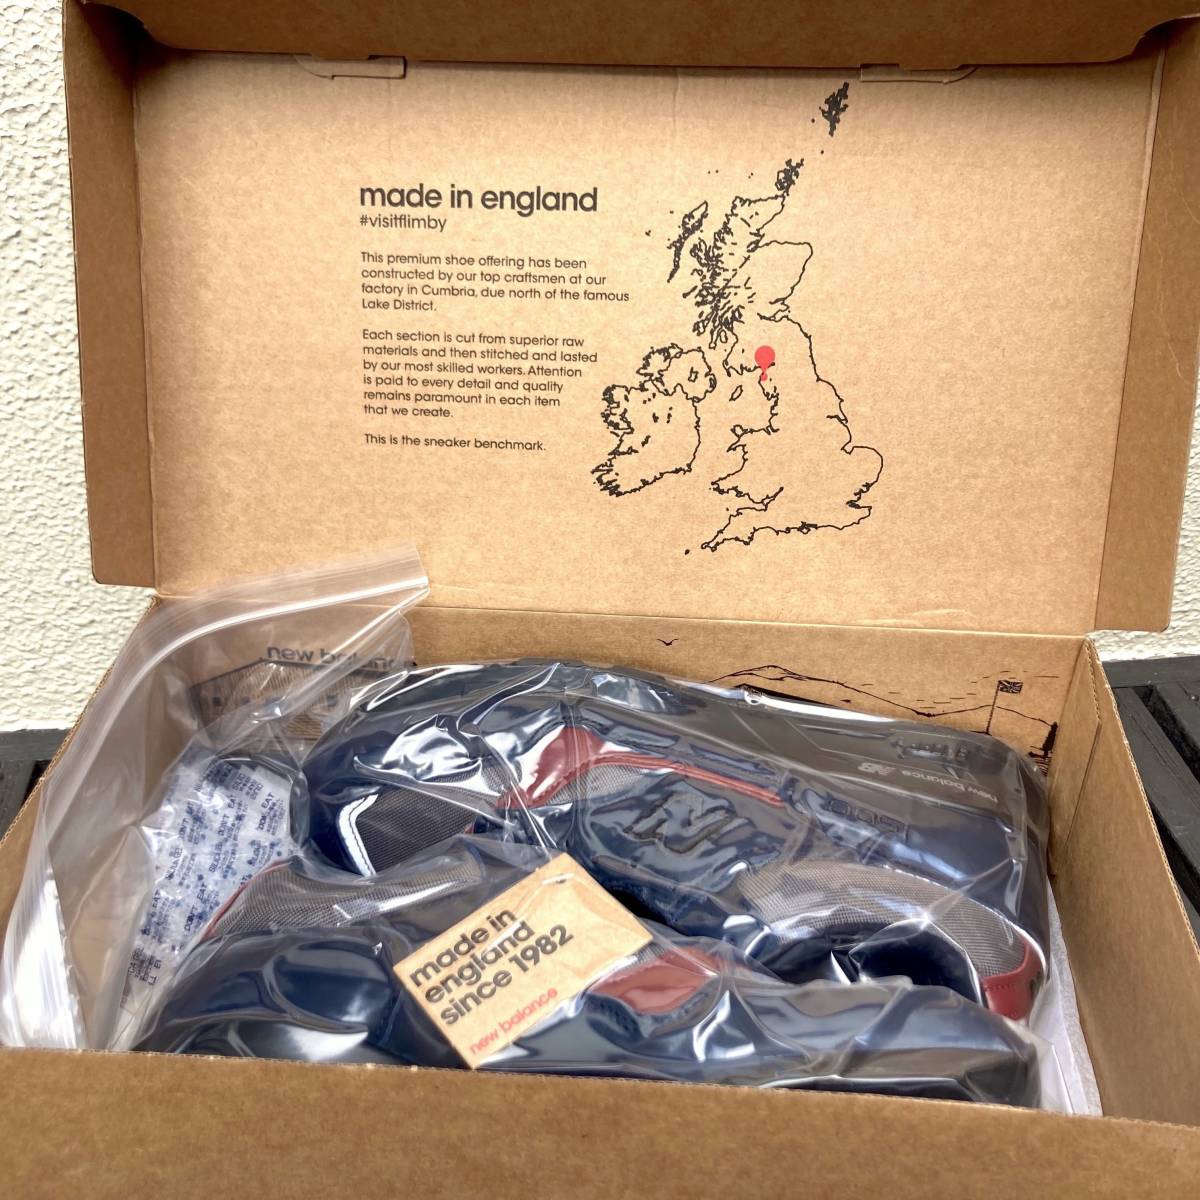 made in england
#visitflimby
This premium shoe offering has been
constructed by our top craftsmen at our
factory in Cumbria, due north of the famous
Lake District.
Each section is cut from superior raw
materials and then stitched and lasted
by our most skilled workers. Attention
is paid to every detail and quality
remains paramount in each item
that we create.
This is the sneaker benchmark.
new balance
new balance NB
1500
made in
england
since 1982
new balance
DON'T EAT